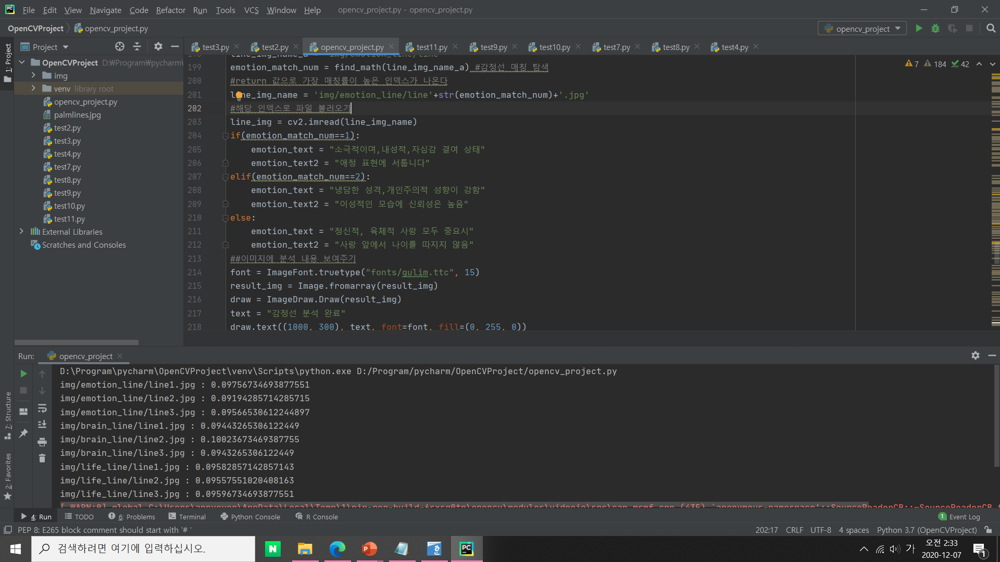 File Edit View Navigate Code Refactor Run Tools VCS Window Help opencv_project.py - opencv_project.py
OpenCVProject opencv_project.py
opencv_project
Project
test3.py test2.py opencv_project.py test11.py test9.py test10.py test7.py test8.py test4.py
1: Project
OpenCVProject D:₩Program₩pycharm₩
img
venv library root
opencv_project.py
palmlines.jpg
test2.py
test3.py
test4.py
test7.py
test8.py
test9.py
test10.py
test11.py
External Libraries
Scratches and Consoles
7 184 42
199 emotion_match_num = find_math(line_img_name_a) #감정선 매칭 탐색
200 #return 값으로 가장 매칭률이 높은 인덱스가 나온다
201 line_img_name = 'img/emotion_line/line'+str(emotion_match_num)+'.jpg'
202 #해당 인덱스로 파일 불러오기
203 line_img = cv2.imread(line_img_name)
204 if(emotion_match_num==1):
205 emotion_text = "소극적이며,내성적,자심감 결여 상태"
206 emotion_text2 = "애정 표현에 서툽니다"
207 elif(emotion_match_num==2):
208 emotion_text = "냉담한 성격,개인주의적 성향이 강함"
209 emotion_text2 = "이성적인 모습에 신뢰성은 높음"
210 else:
211 emotion_text = "정신적, 육체적 사랑 모두 중요시"
212 emotion_text2 = "사랑 앞에서 나이를 따지지 않음"
213 ##이미지에 분석 내용 보여주기
214 font = ImageFont.truetype("fonts/gulim.ttc", 15)
215 result_img = Image.fromarray(result_img)
216 draw = ImageDraw.Draw(result_img)
217 text = "감정선 분석 완료"
218 draw.text((1000, 300), text, font=font, fill=(0, 255, 0))
Run: opencv_project
D:\Program\pycharm\OpenCVProject\venv\Scripts\python.exe D:/Program/pycharm/OpenCVProject/opencv_project.py
img/emotion_line/line1.jpg : 0.09756734693877551
img/emotion_line/line2.jpg : 0.09194285714285715
img/emotion_line/line3.jpg : 0.09566530612244897
img/brain_line/line1.jpg : 0.09443265306122449
img/brain_line/line2.jpg : 0.10023673469387755
img/brain_line/line3.jpg : 0.0943265306122449
img/life_line/line1.jpg : 0.09582857142857143
img/life_line/line2.jpg : 0.09557551020408163
img/life_line/line3.jpg : 0.09596734693877551
7: Structure
2: Favorites
4: Run TODO 6: Problems Terminal Python Console R Console 1 Event Log
PEP 8: E265 block comment should start with '# ' 202:17 CRLF UTF-8 4 spaces Python 3.7 (OpenCVProject)
검색하려면 여기에 입력하십시오. 가 오전 2:33
2020-12-07 1